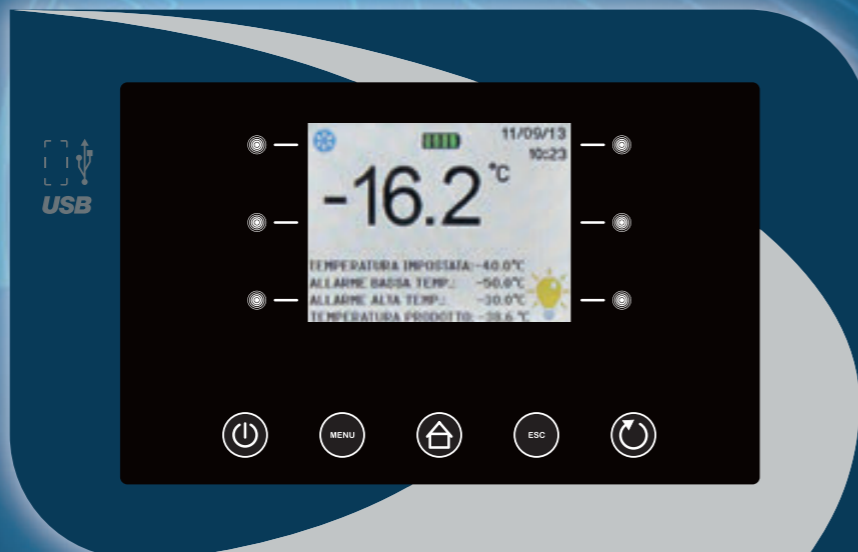 11/09/13
10:23
-16.2 °C
USB
TEMPERATURA IMPOSTATA:-40.0°C
ALLARME BASSA TEMP.: -50.0°C
ALLARME ALTA TEMP.: -30.0°C
TEMPERATURA PRODOTTO: -38.6 °C
MENU
ESC